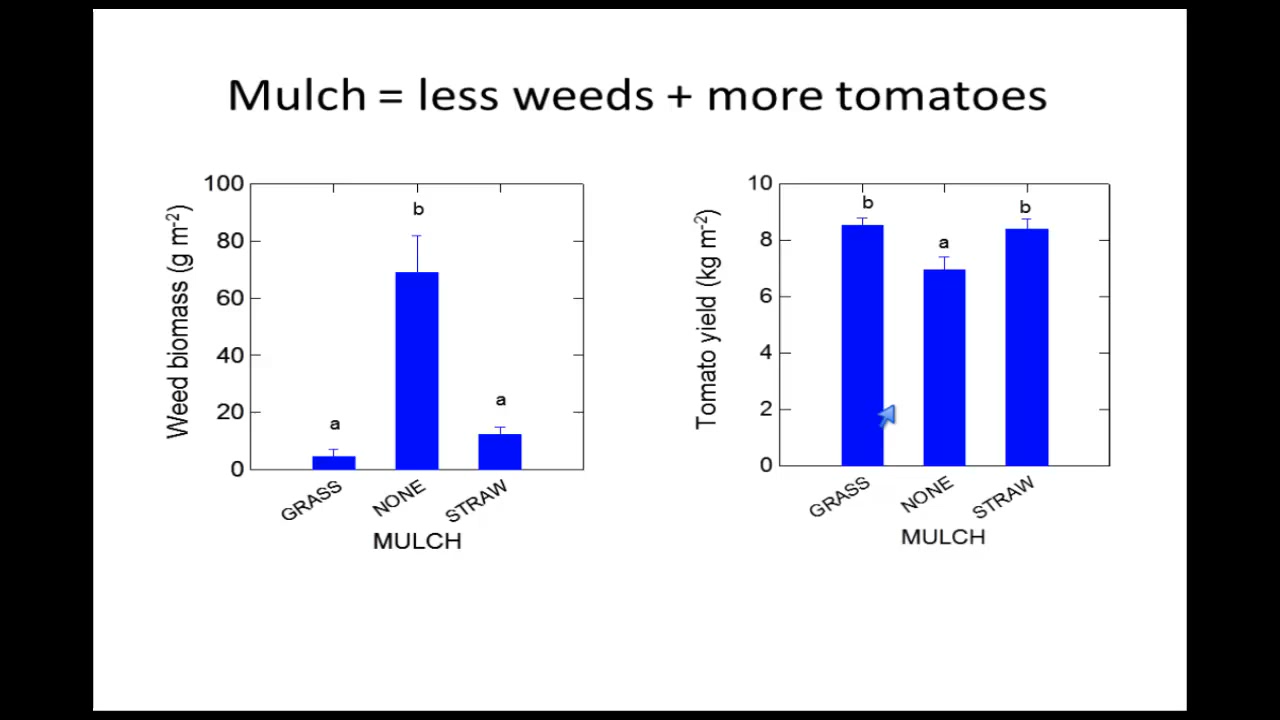 Mulch = less weeds + more tomatoes
100
80
60
40
20
0
Weed biomass (g m-2)
a
b
a
GRASS
NONE
STRAW
MULCH
10
8
6
4
2
0
Tomato yield (kg m-2)
b
a
b
GRASS
NONE
STRAW
MULCH